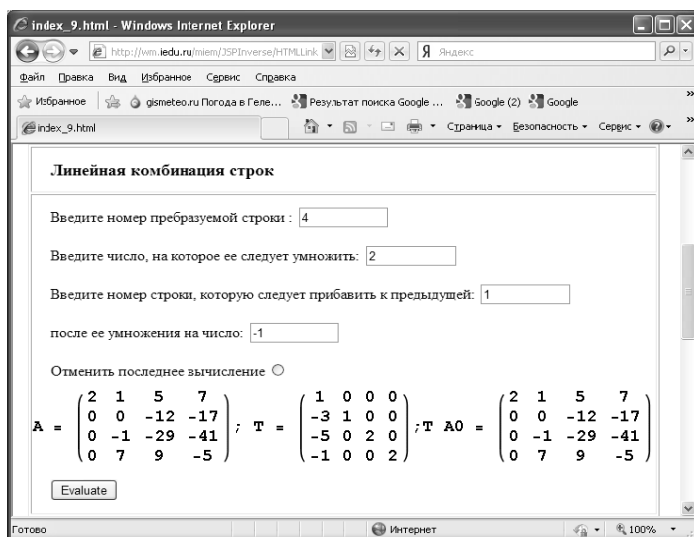 index_9.html - Windows Internet Explorer
http://wm.iedu.ru/miem/JSPInverse/HTMLLink Яндекс
Файл Правка Вид Избранное Сервис Справка
Избранное gismeteo.ru Погода в Геле... Результат поиска Google ... Google (2) Google »
index_9.html Страница Безопасность Сервис »
Линейная комбинация строк
Введите номер пребразуемой строки : 4
Введите число, на которое ее следует умножить: 2
Введите номер строки, которую следует прибавить к предыдущей: 1
после ее умножения на число: -1
Отменить последнее вычисление
2 1 5 7 1 0 0 0 2 1 5 7
0 0 -12 -17 -3 1 0 0 0 0 -12 -17
A = ; T = ;T A0 =
0 -1 -29 -41 -5 0 2 0 0 -1 -29 -41
0 7 9 -5 -1 0 0 2 0 7 9 -5
Evaluate
Готово Интернет 100%